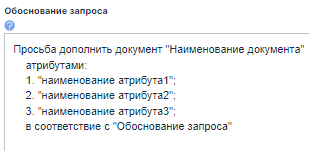 Обоснование запроса
?
Просьба дополнить документ "Наименование документа"
атрибутами:
1. "наименование атрибута1";
2. "наименование атрибута2";
3. "наименование атрибута3";
в соответствие с "Обоснование запроса"